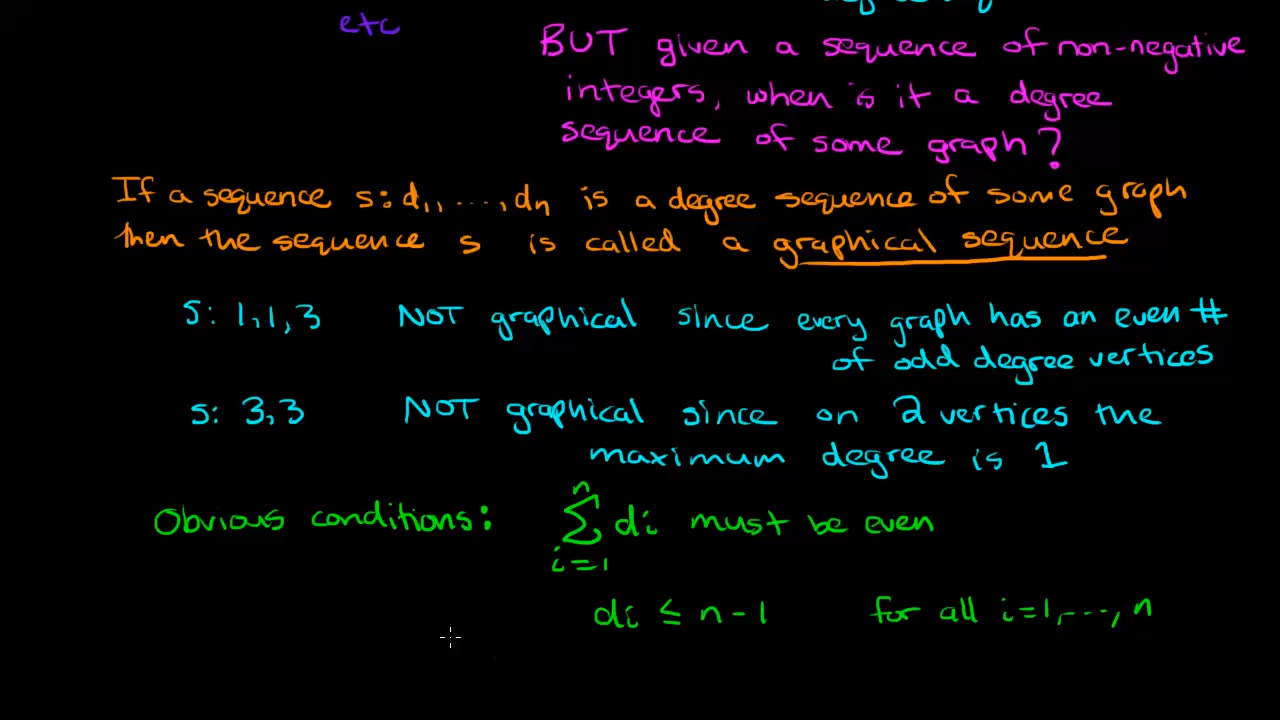 etc
BUT given a sequence of non-negative
integers, when is it a degree
sequence of some graph?
If a sequence s: d₁, ..., dₙ is a degree sequence of some graph
then the sequence s is called a graphical sequence
S: 1, 1, 3 NOT graphical since every graph has an even #
of odd degree vertices
s: 3, 3 NOT graphical since on 2 vertices the
maximum degree is 1
Obvious conditions: n∑i=1 di must be even
di ≤ n-1 for all i=1, ..., n